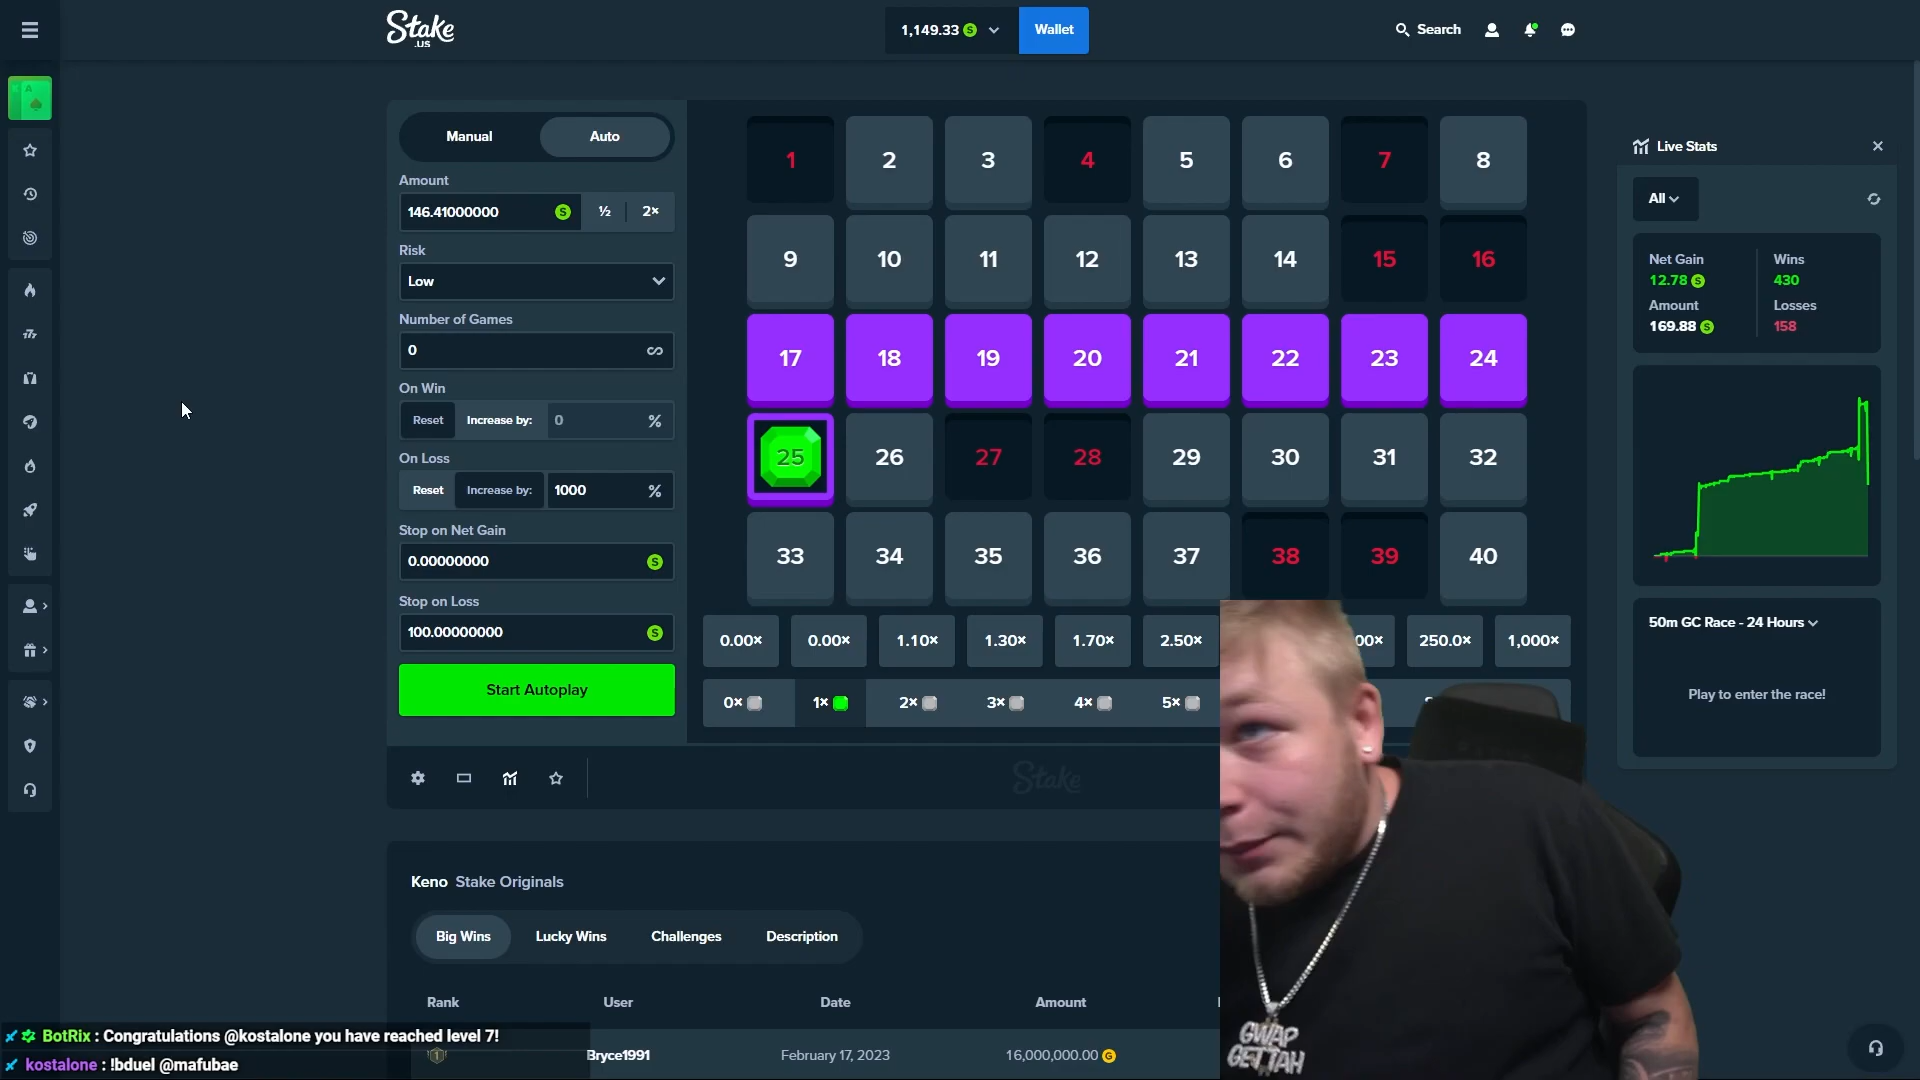 Stake
.US
1,149.33
Wallet
Search
Manual
Auto
Amount
146.41000000
½
2×
Risk
Low
Number of Games
0
On Win
Reset
Increase by:
0
%
On Loss
Reset
Increase by:
1000
%
Stop on Net Gain
0.00000000
Stop on Loss
100.00000000
Start Autoplay
1 2 3 4 5 6 7 8
9 10 11 12 13 14 15 16
17 18 19 20 21 22 23 24
25 26 27 28 29 30 31 32
33 34 35 36 37 38 39 40
0.00× 0.00× 1.10× 1.30× 1.70× 2.50× 250.0× 1,000×
0× 1× 2× 3× 4× 5×
Live Stats
All
Net Gain
12.78
Wins
430
Amount
169.88
Losses
158
50m GC Race - 24 Hours
Play to enter the race!
Stake
Keno Stake Originals
Big Wins
Lucky Wins
Challenges
Description
Rank
User
Date
Amount
1
Bryce1991
February 17, 2023
16,000,000.00
BotRix : Congratulations @kostalone you have reached level 7!
kostalone : !bduel @mafubae
GWAP
GETTAH